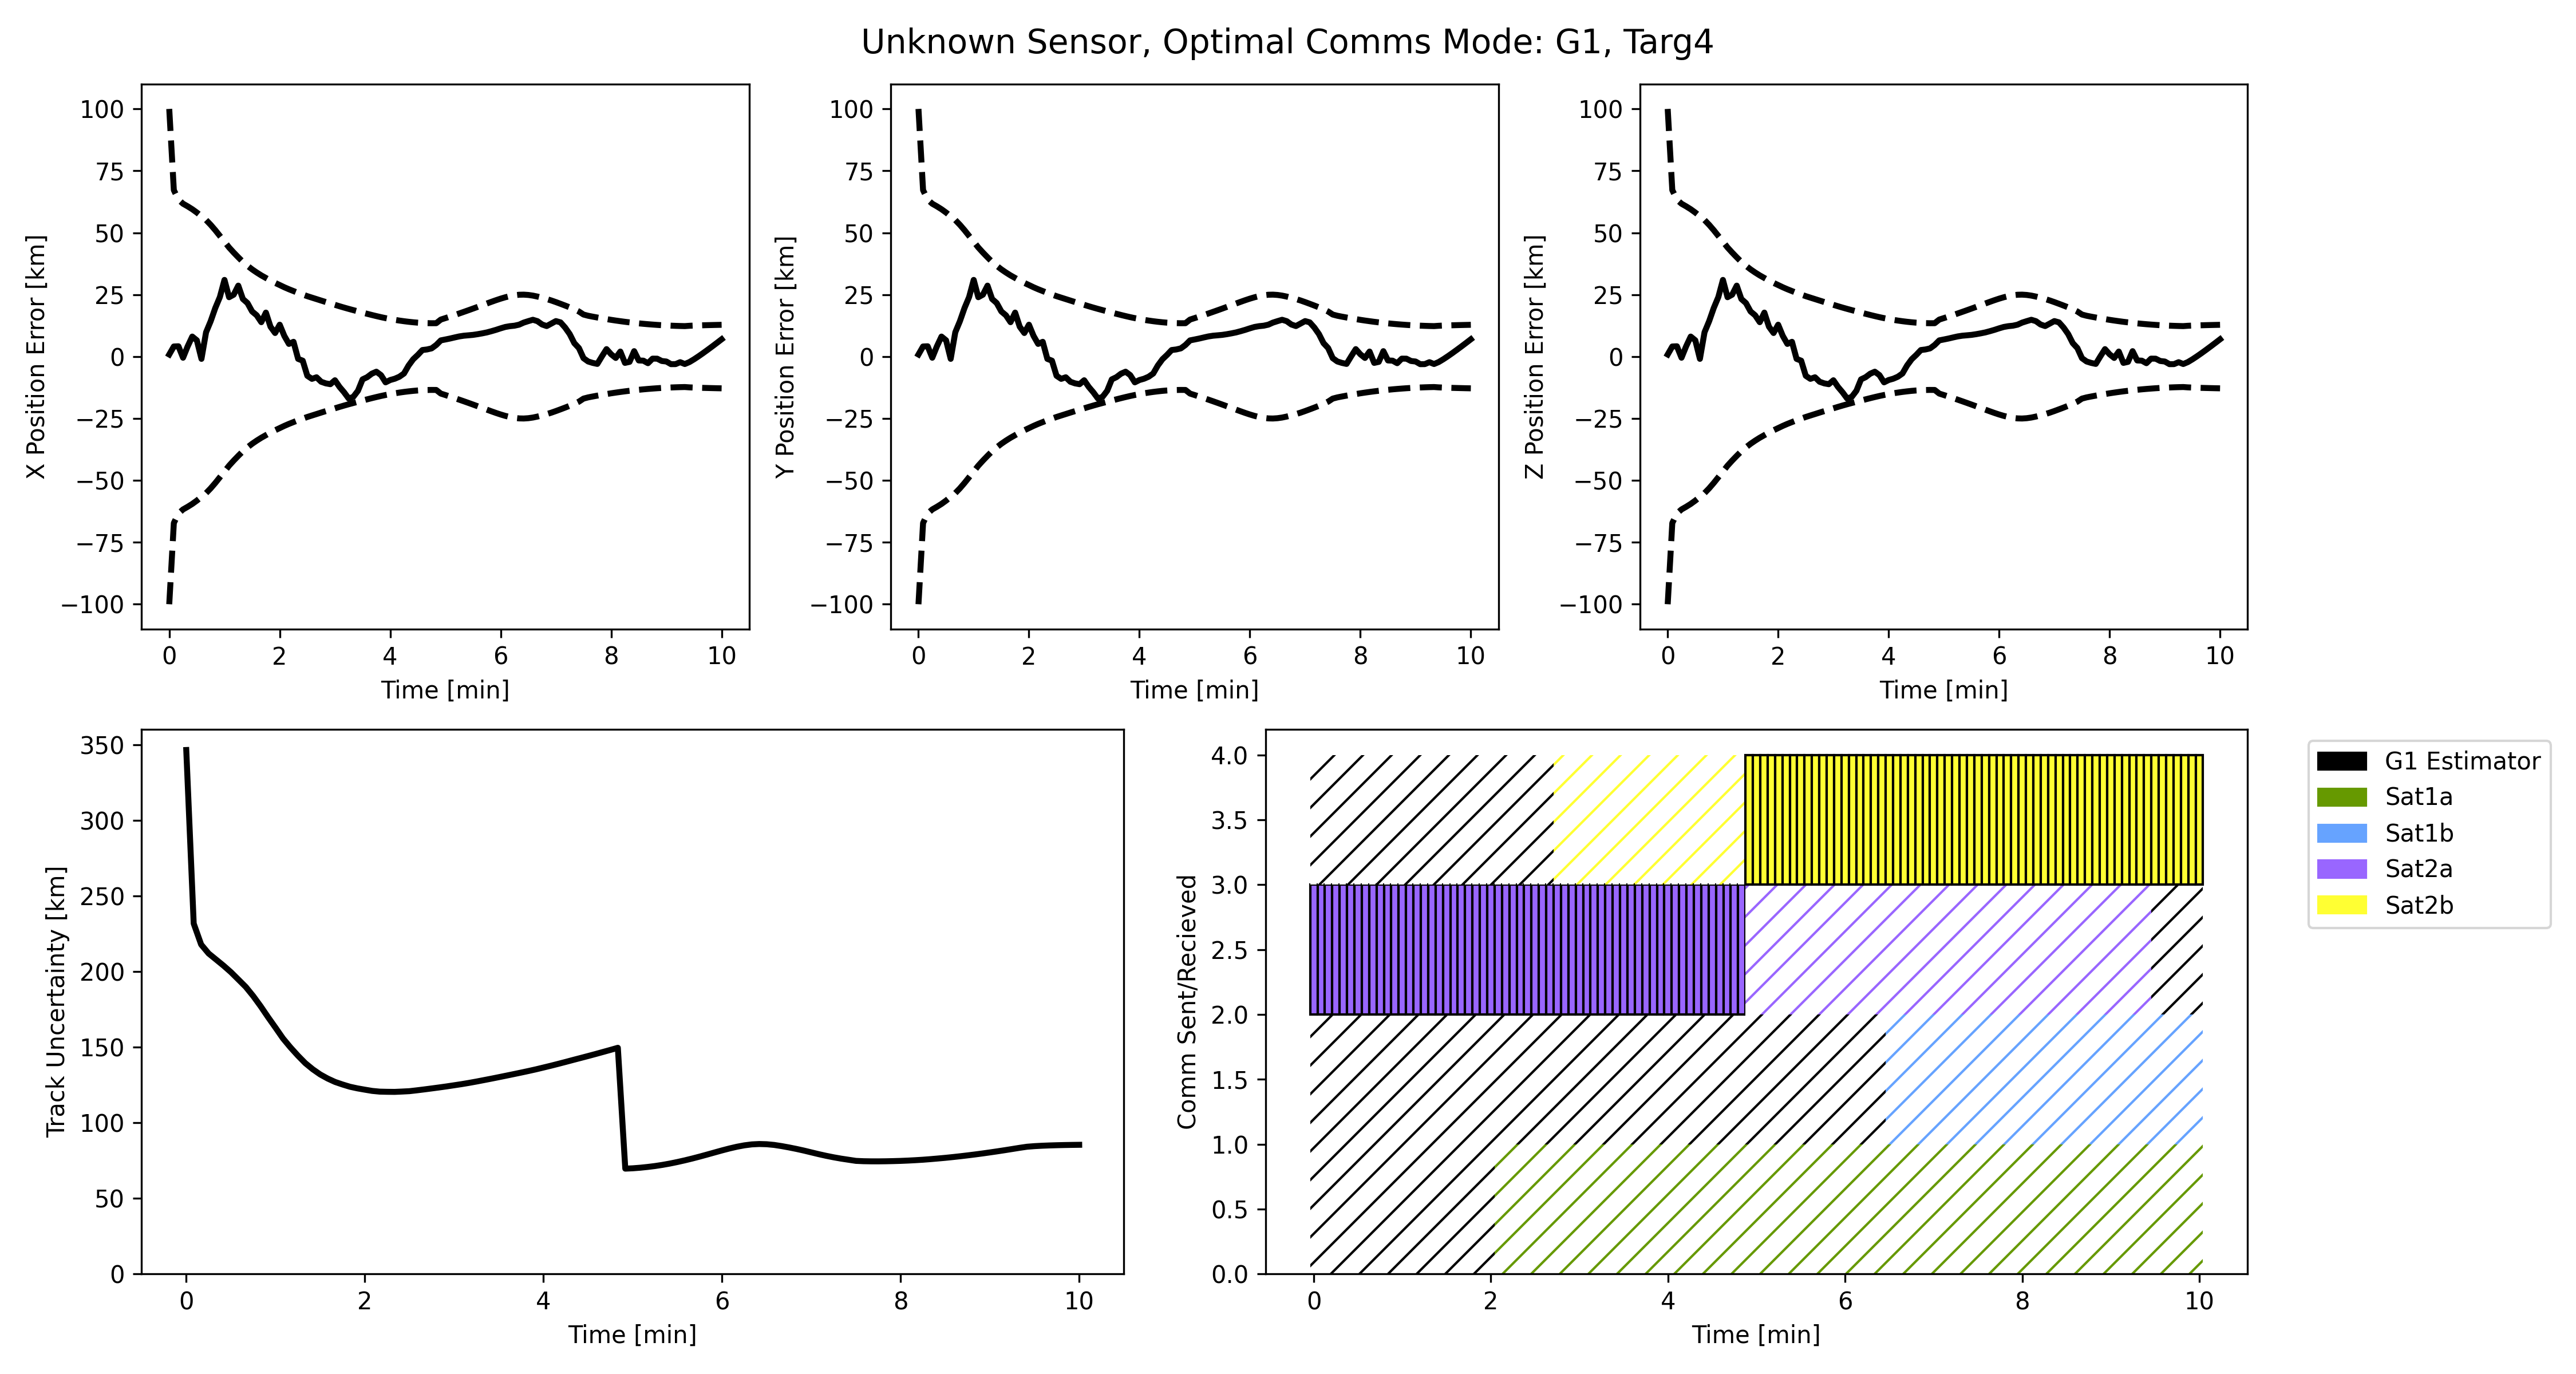 Unknown Sensor, Optimal Comms Mode: G1, Targ4
100
75
50
25
0
−25
−50
−75
−100
X Position Error [km]
0 2 4 6 8 10
Time [min]
100
75
50
25
0
−25
−50
−75
−100
Y Position Error [km]
0 2 4 6 8 10
Time [min]
100
75
50
25
0
−25
−50
−75
−100
Z Position Error [km]
0 2 4 6 8 10
Time [min]
350
300
250
200
150
100
50
0
Track Uncertainty [km]
0 2 4 6 8 10
Time [min]
4.0
3.5
3.0
2.5
2.0
1.5
1.0
0.5
0.0
Comm Sent/Recieved
0 2 4 6 8 10
Time [min]
G1 Estimator
Sat1a
Sat1b
Sat2a
Sat2b